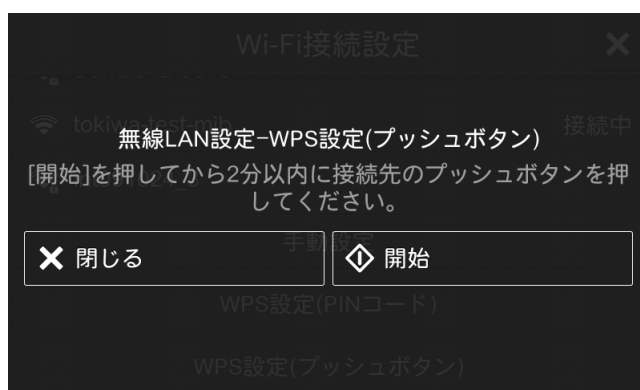 Wi-Fi接続設定
tokiwa-test-mib 接続中
無線LAN設定-WPS設定(プッシュボタン)
[開始]を押してから2分以内に接続先のプッシュボタンを押
してください。
手動設定
閉じる
開始
WPS設定(PINコード)
WPS設定(プッシュボタン)